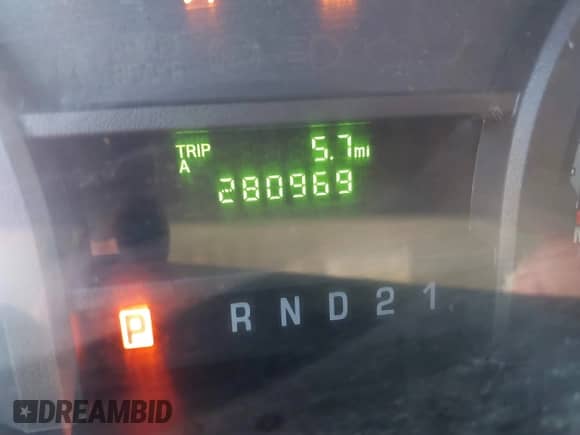 TRIP 5.7mi
A
280969
P R N D 2 1
DREAMBID